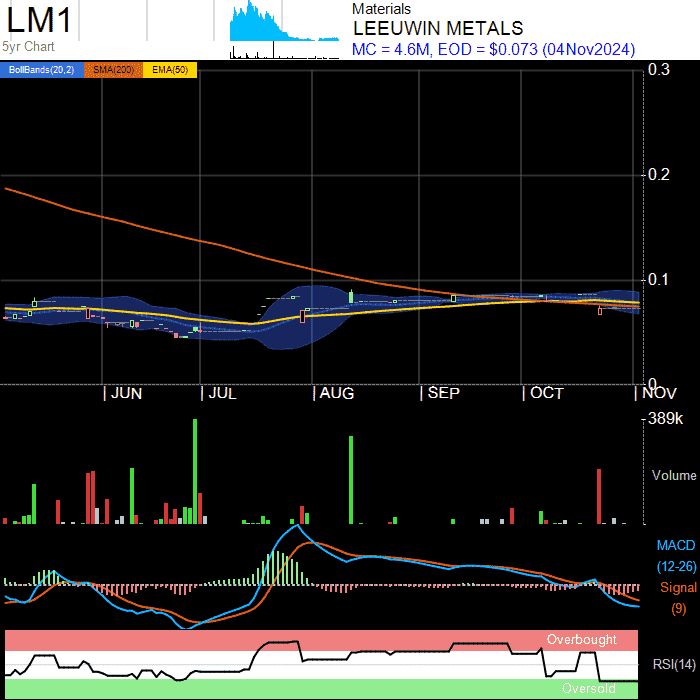 LM1
5yr Chart
Materials
LEEUWIN METALS
MC = 4.6M, EOD = $0.073 (04Nov2024)
BollBands(20,2) SMA(200) EMA(50)
0.3
0.2
0.1
0
JUN JUL AUG SEP OCT NOV
389k
Volume
MACD
(12-26)
Signal
(9)
Overbought
RSI(14)
Oversold